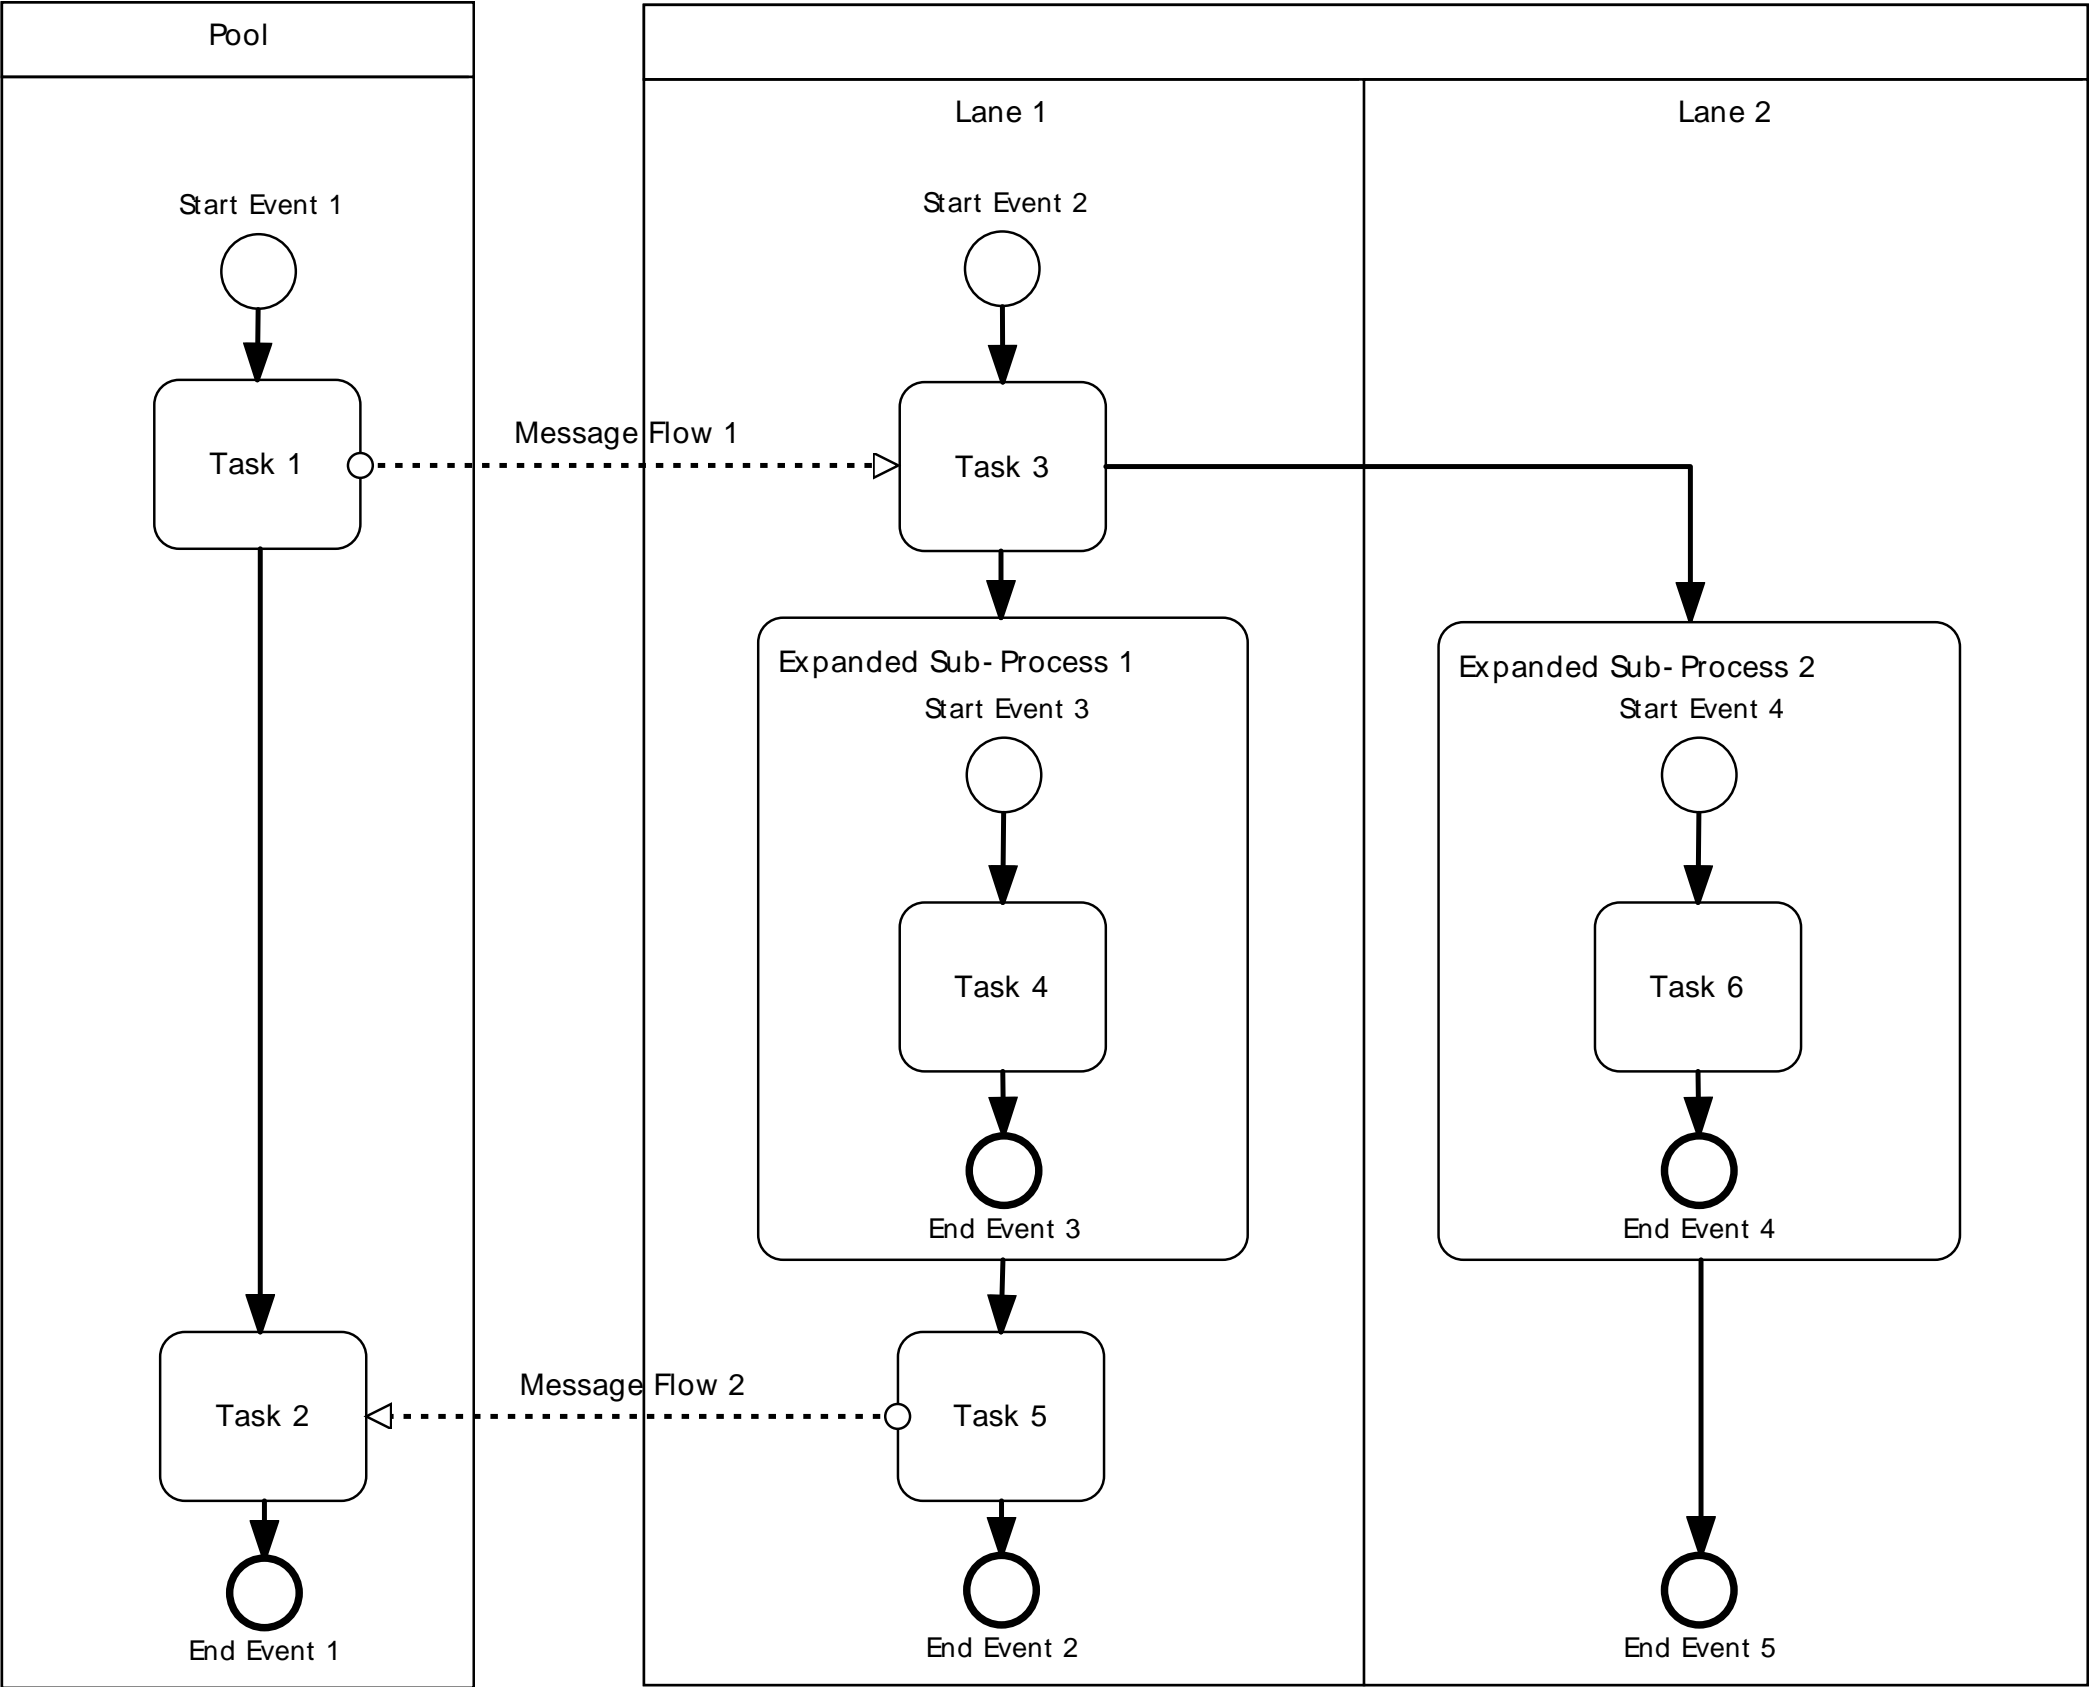 Pool
Lane 1
Lane 2
Start Event 1
Start Event 2
Message Flow 1
Task 1
Task 3
Expanded Sub-Process 1
Expanded Sub-Process 2
Start Event 3
Start Event 4
Task 4
Task 6
End Event 3
End Event 4
Message Flow 2
Task 2
Task 5
End Event 1
End Event 2
End Event 5